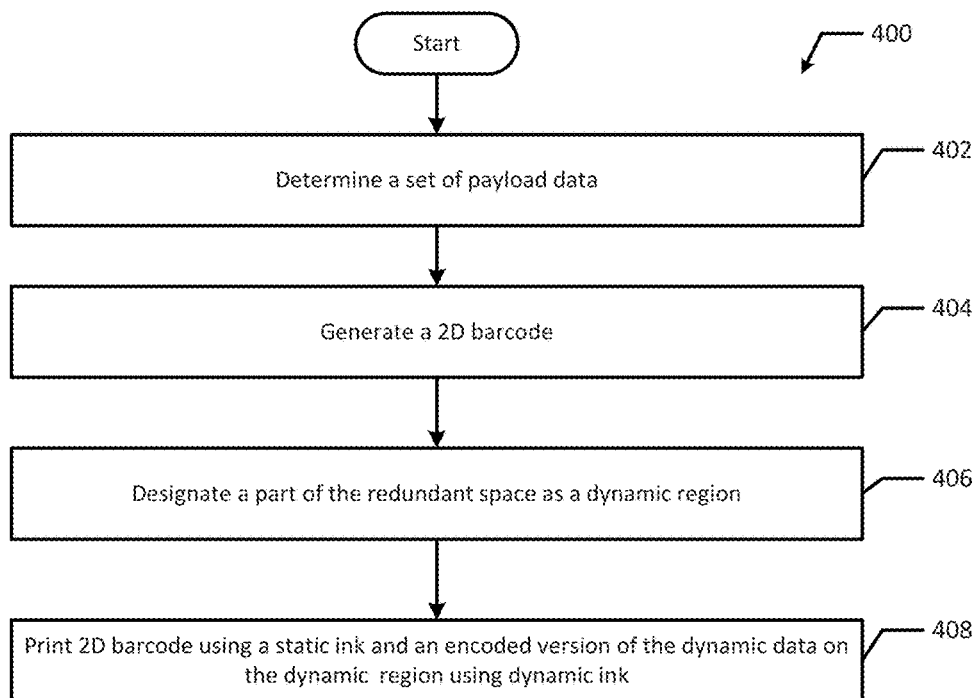 Start
400
Determine a set of payload data
402
Generate a 2D barcode
404
Designate a part of the redundant space as a dynamic region
406
Print 2D barcode using a static ink and an encoded version of the dynamic data on
the dynamic region using dynamic ink
408